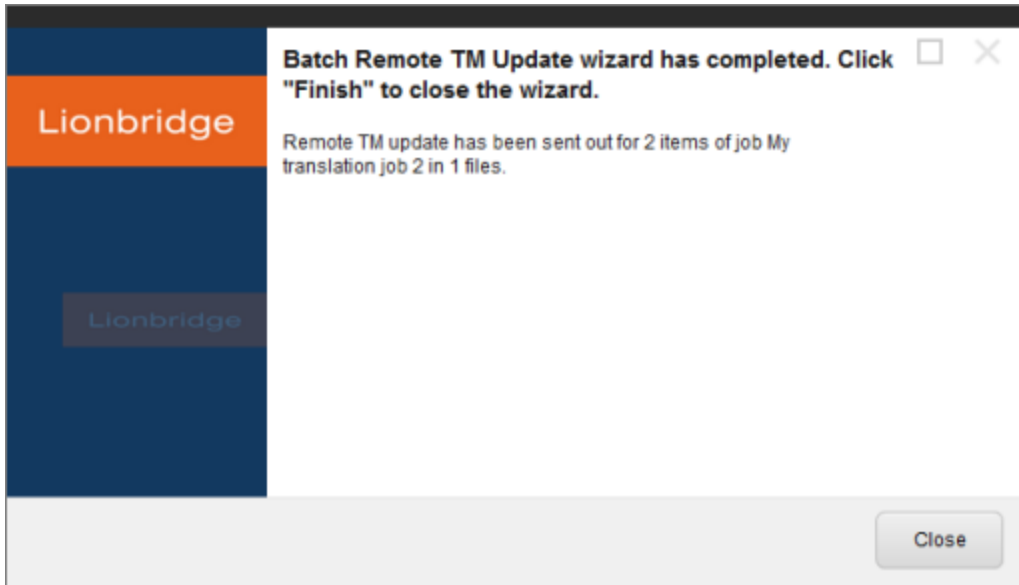 Batch Remote TM Update wizard has completed. Click
"Finish" to close the wizard.
Lionbridge
Remote TM update has been sent out for 2 items of job My
translation job 2 in 1 files.
Lionbridge
Close